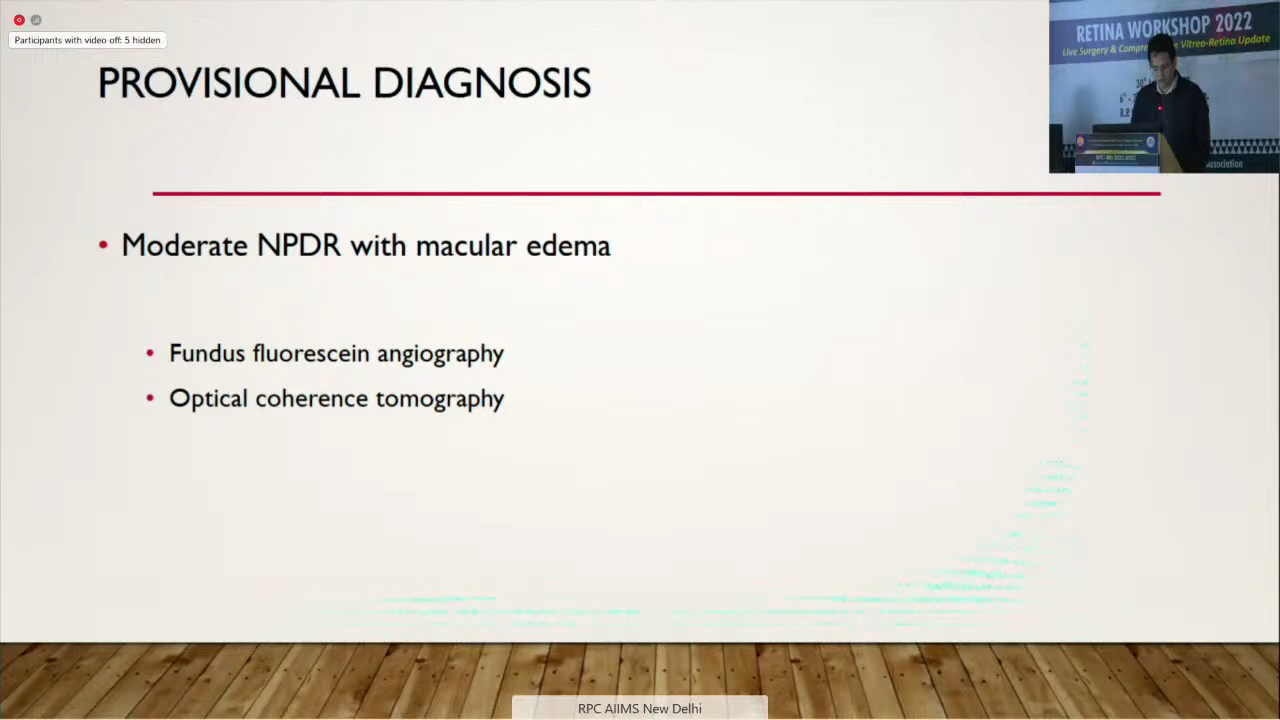 Participants with video off: 5 hidden
PROVISIONAL DIAGNOSIS
• Moderate NPDR with macular edema
• Fundus fluorescein angiography
• Optical coherence tomography
RETINA WORKSHOP 2022
Live Surgery & Vitreo-Retina Update
Association
RPC AIIMS New Delhi